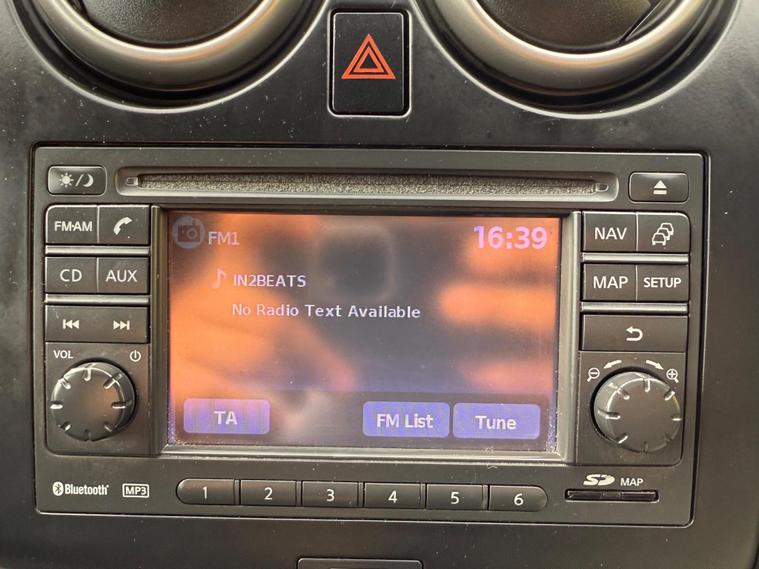 FM·AM
CD
AUX
VOL
FM1
16:39
IN2BEATS
No Radio Text Available
TA
FM List
Tune
NAV
MAP
SETUP
Bluetooth
MP3
1
2
3
4
5
6
SD
MAP